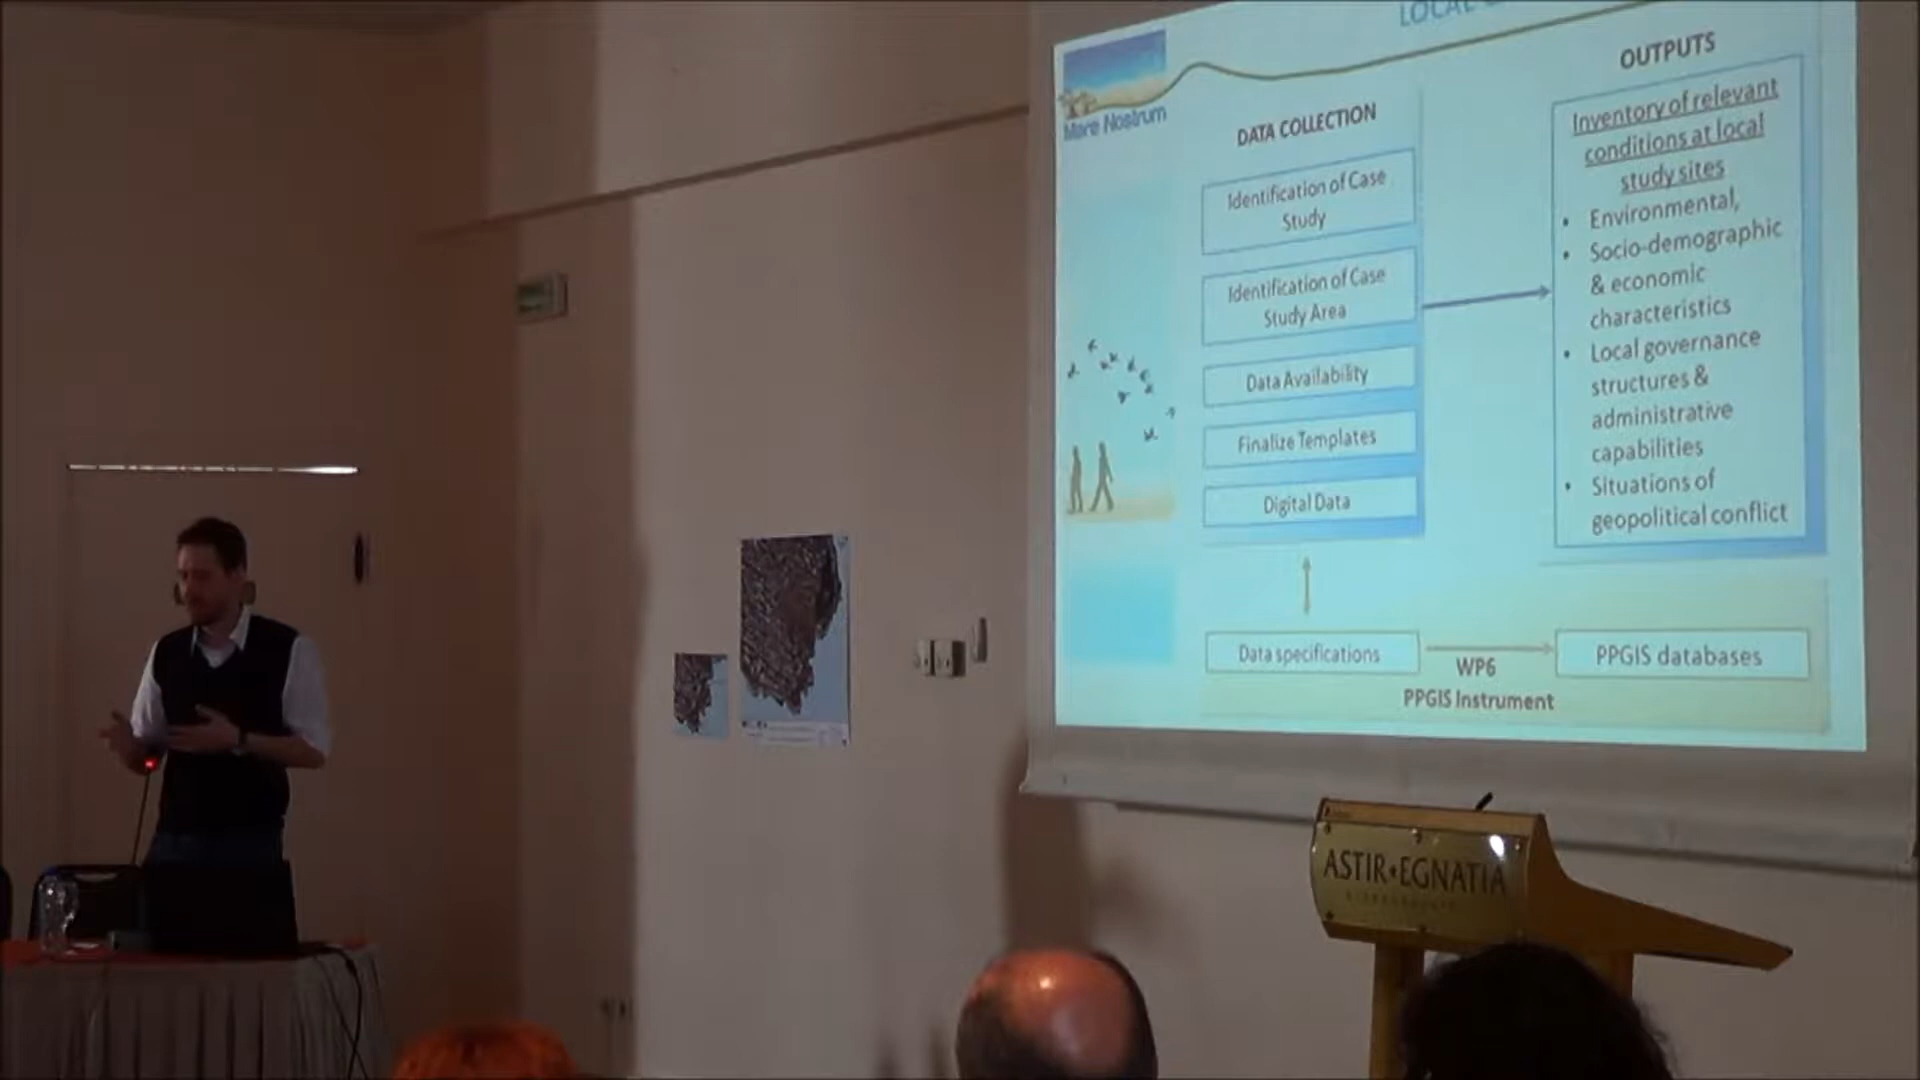 LOCAL
Mare Nostrum
DATA COLLECTION
Identification of Case
Study
Identification of Case
Study Area
Data Availability
Finalize Templates
Digital Data
OUTPUTS
Inventory of relevant
conditions at local
study sites
• Environmental,
• Socio-demographic
& economic
characteristics
• Local governance
structures &
administrative
capabilities
• Situations of
geopolitical conflict
Data specifications
WP6
PPGIS databases
PPGIS Instrument
ASTIR•EGNATIA